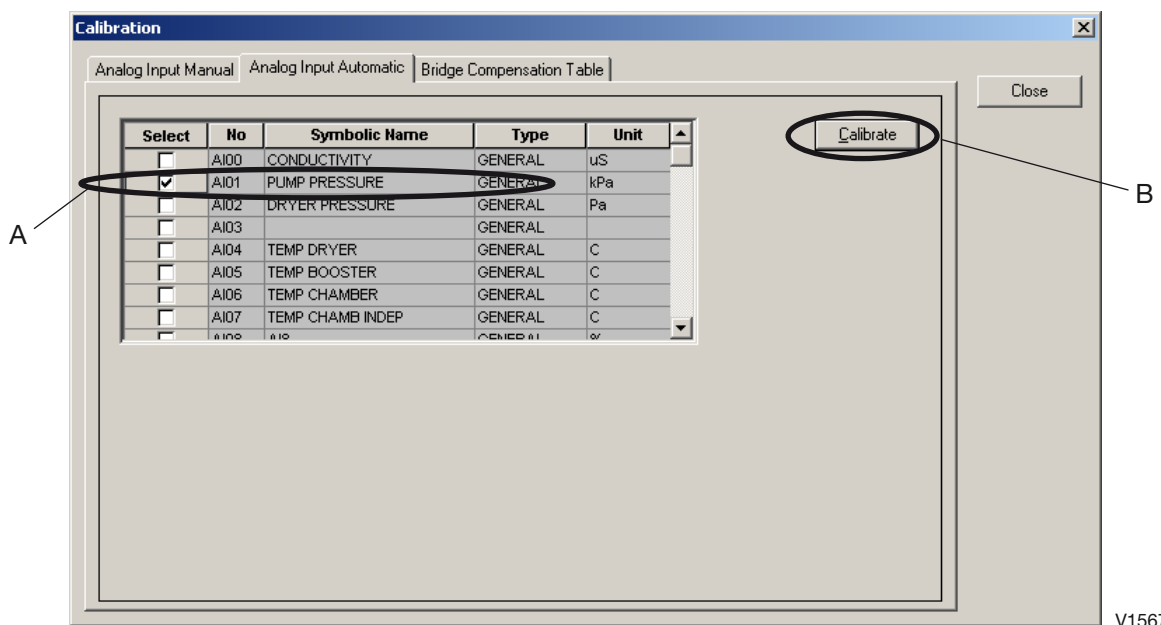 Calibration
Analog Input Manual Analog Input Automatic Bridge Compensation Table
Close
Select No Symbolic Name Type Unit
Calibrate
AI00 CONDUCTIVITY GENERAL uS
AI01 PUMP PRESSURE GENERAL kPa
AI02 DRYER PRESSURE GENERAL Pa
AI03 GENERAL
AI04 TEMP DRYER GENERAL C
AI05 TEMP BOOSTER GENERAL C
AI06 TEMP CHAMBER GENERAL C
AI07 TEMP CHAMB INDEP GENERAL C
A
B